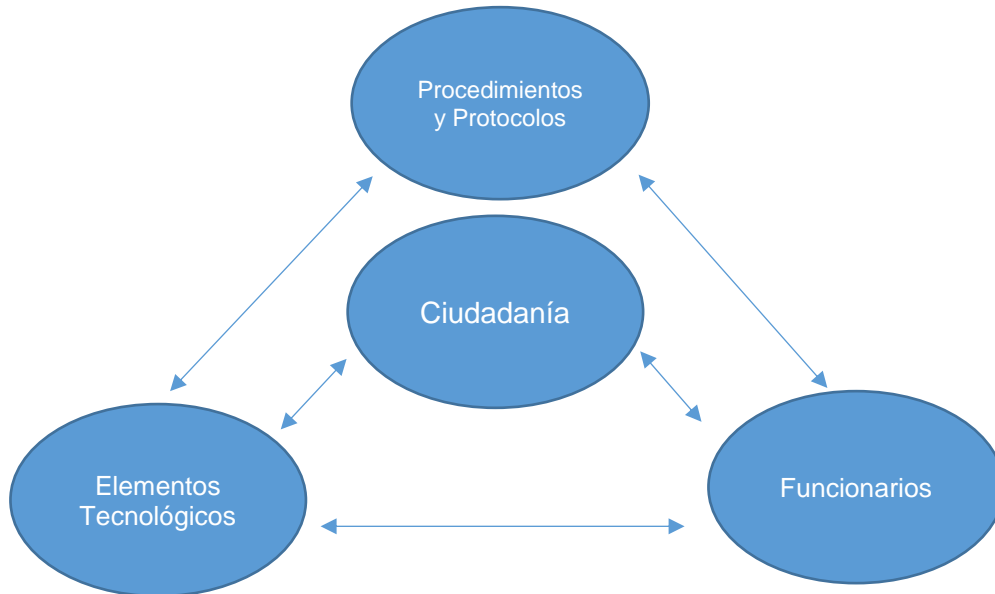 Procedimientos
y Protocolos
Ciudadanía
Elementos
Tecnológicos
Funcionarios